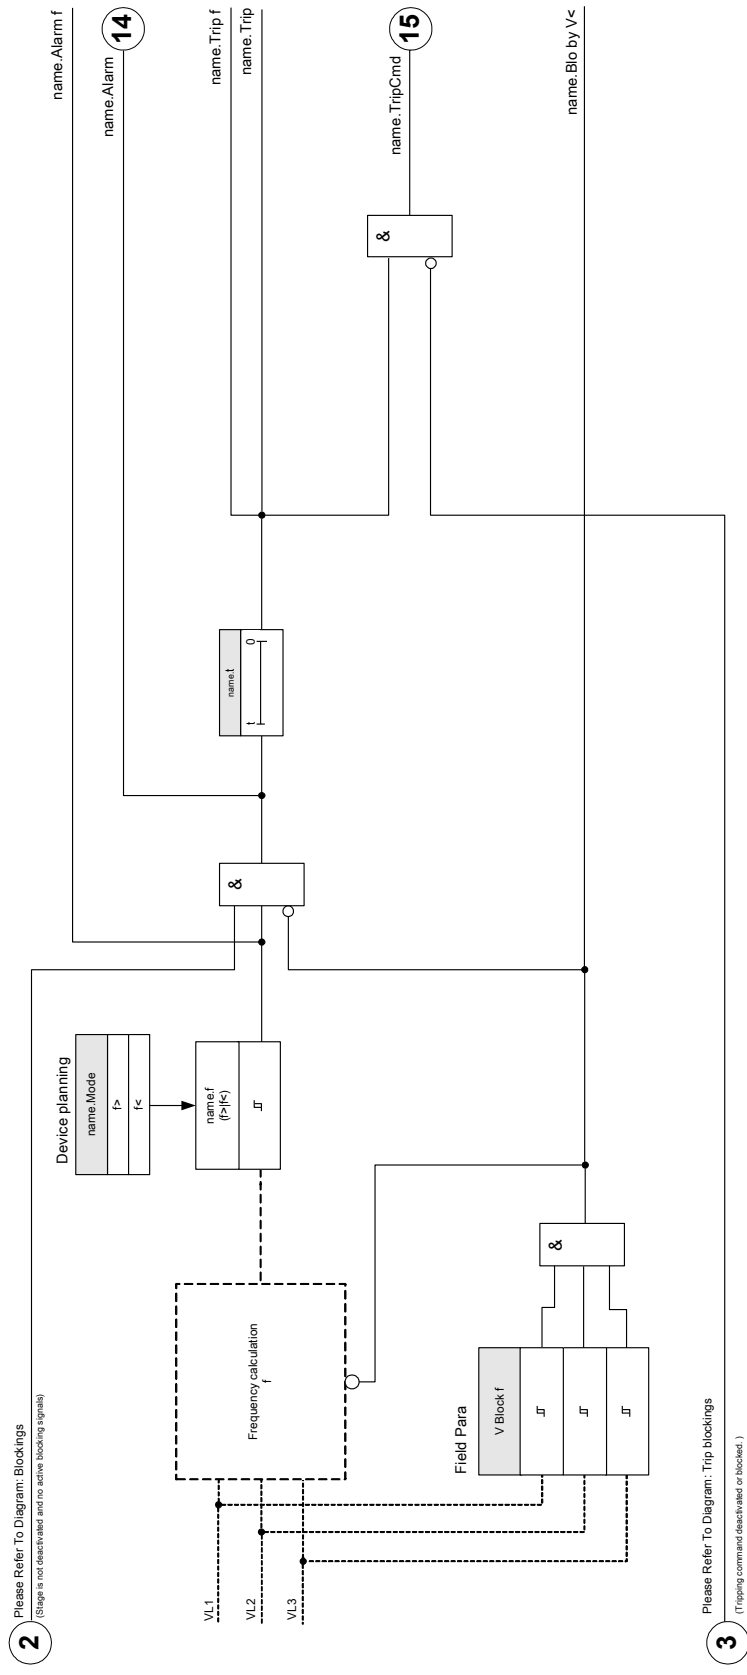 2
Please Refer To Diagram: Blockings
(Stage is not deactivated and no active blocking signals)
name.Alarm f
name.Alarm
14
Device planning
name.Mode
f>
f<
name.f
(f>|f<)
&
name.t
t 0
name.Trip f
name.Trip
VL1
VL2
VL3
Frequency calculation
f
&
name.TripCmd
15
Field Para
V Block f
&
name.Blo by V<
3
Please Refer To Diagram: Trip blockings
(Tripping command deactivated or blocked. )